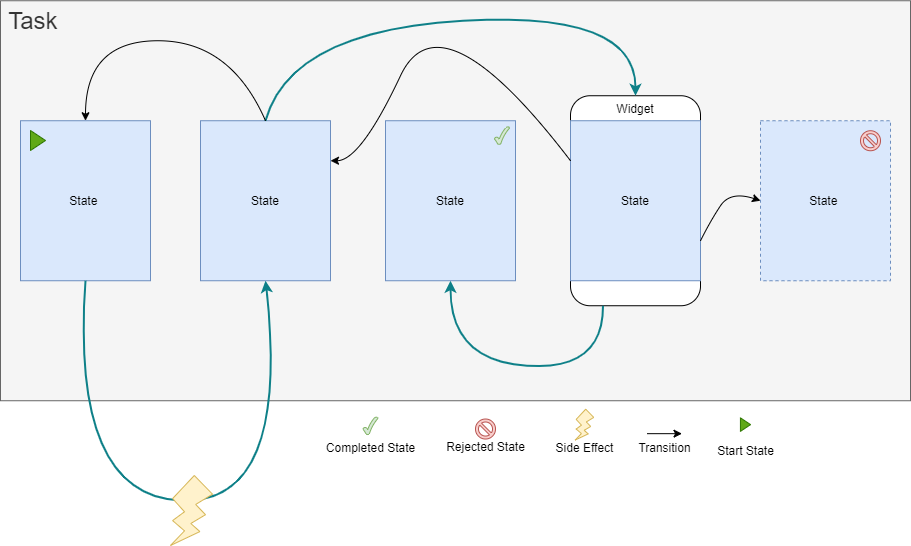 Task
Widget
State
State
State
State
State
Completed State
Rejected State
Side Effect
Transition
Start State